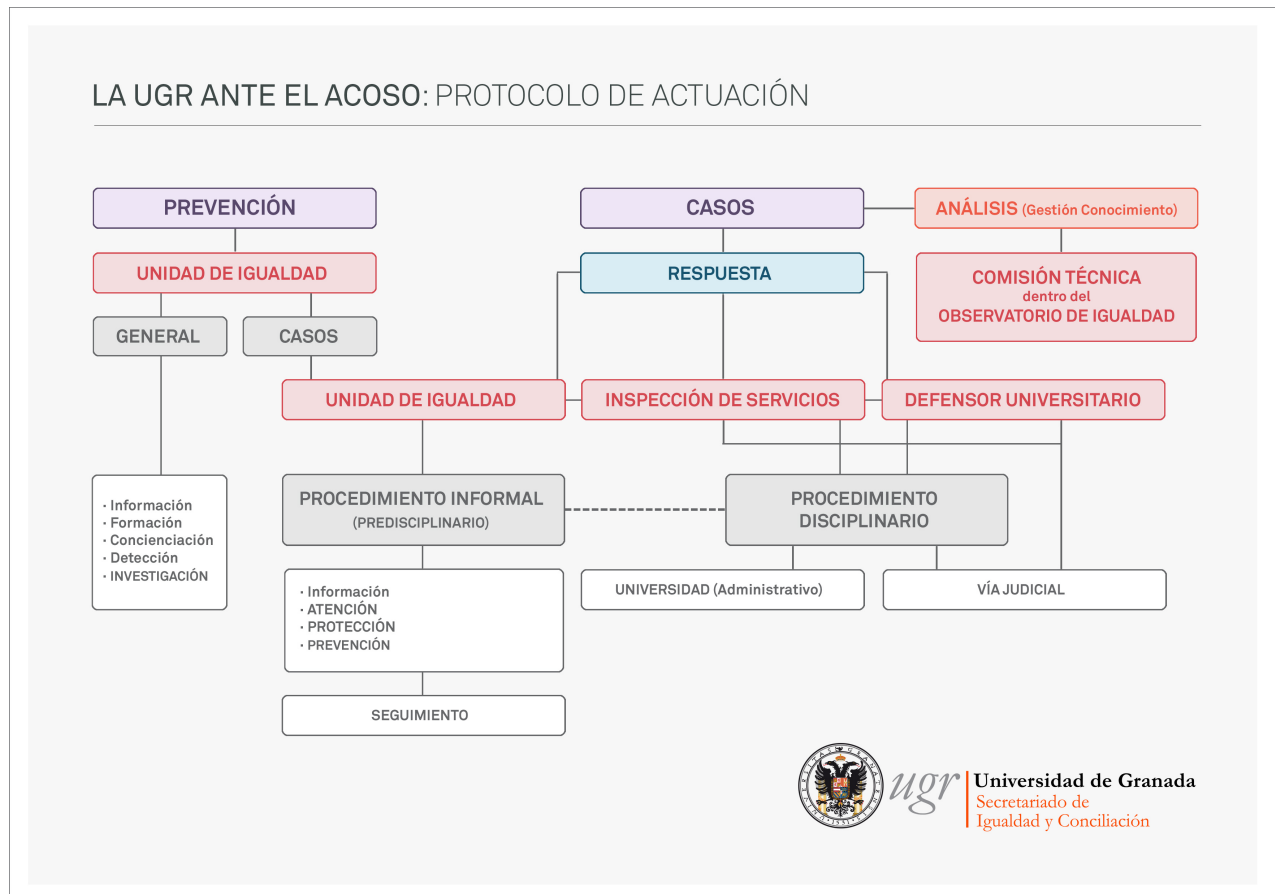 LA UGR ANTE EL ACOSO: PROTOCOLO DE ACTUACIÓN
PREVENCIÓN
CASOS
ANÁLISIS (Gestión Conocimiento)
UNIDAD DE IGUALDAD
RESPUESTA
COMISIÓN TÉCNICA
dentro del
OBSERVATORIO DE IGUALDAD
GENERAL
CASOS
UNIDAD DE IGUALDAD
INSPECCIÓN DE SERVICIOS
DEFENSOR UNIVERSITARIO
· Información
· Formación
· Concienciación
· Detección
· INVESTIGACIÓN
PROCEDIMIENTO INFORMAL
(PREDISCIPLINARIO)
PROCEDIMIENTO
DISCIPLINARIO
· Información
· ATENCIÓN
· PROTECCIÓN
· PREVENCIÓN
UNIVERSIDAD (Administrativo)
VÍA JUDICIAL
SEGUIMIENTO
ugr
Universidad de Granada
Secretariado de
Igualdad y Conciliación